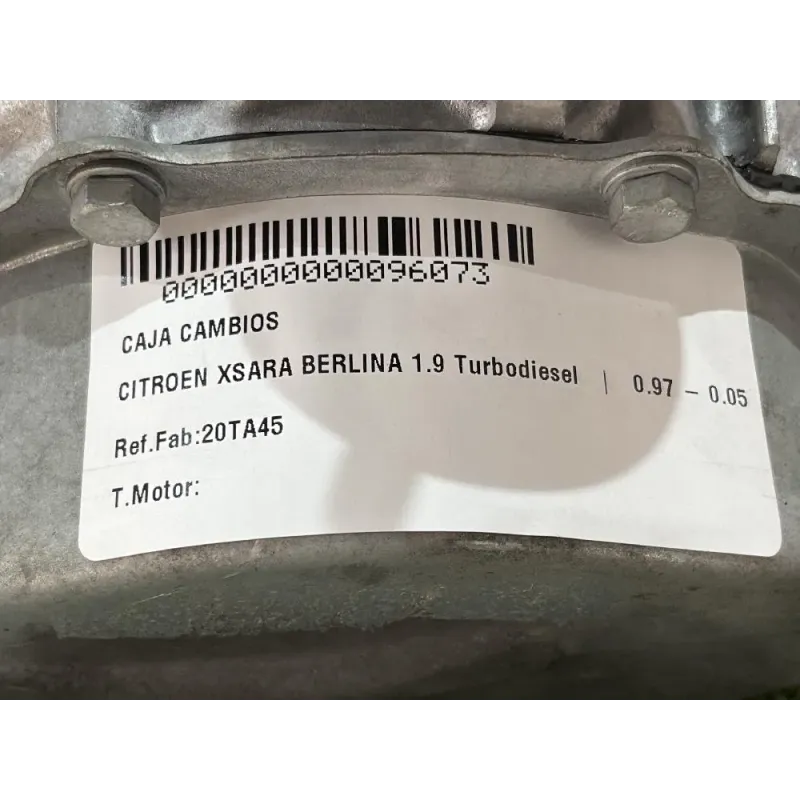 0000000000096073
CAJA CAMBIOS
CITROEN XSARA BERLINA 1.9 Turbodiesel | 0.97 – 0.05
Ref.Fab:20TA45
T.Motor: